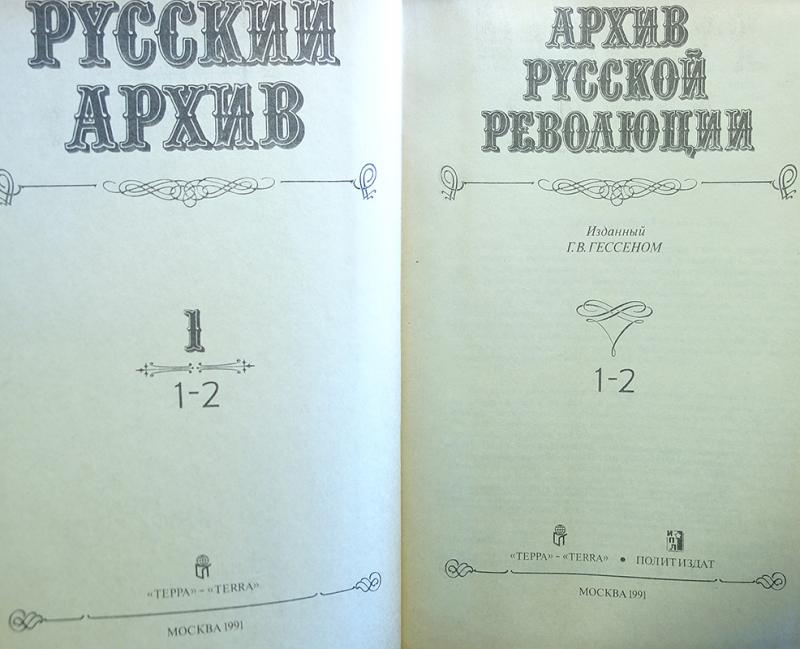 РУССКИЙ
АРХИВ
1
1-2
«ТЕРРА» - «TERRA»
МОСКВА 1991
АРХИВ
РУССКОЙ
РЕВОЛЮЦИИ
Изданный
Г.В. ГЕССЕНОМ
1-2
ИПЛ
«ТЕРРА» - «TERRA» • ПОЛИТИЗДАТ
МОСКВА 1991